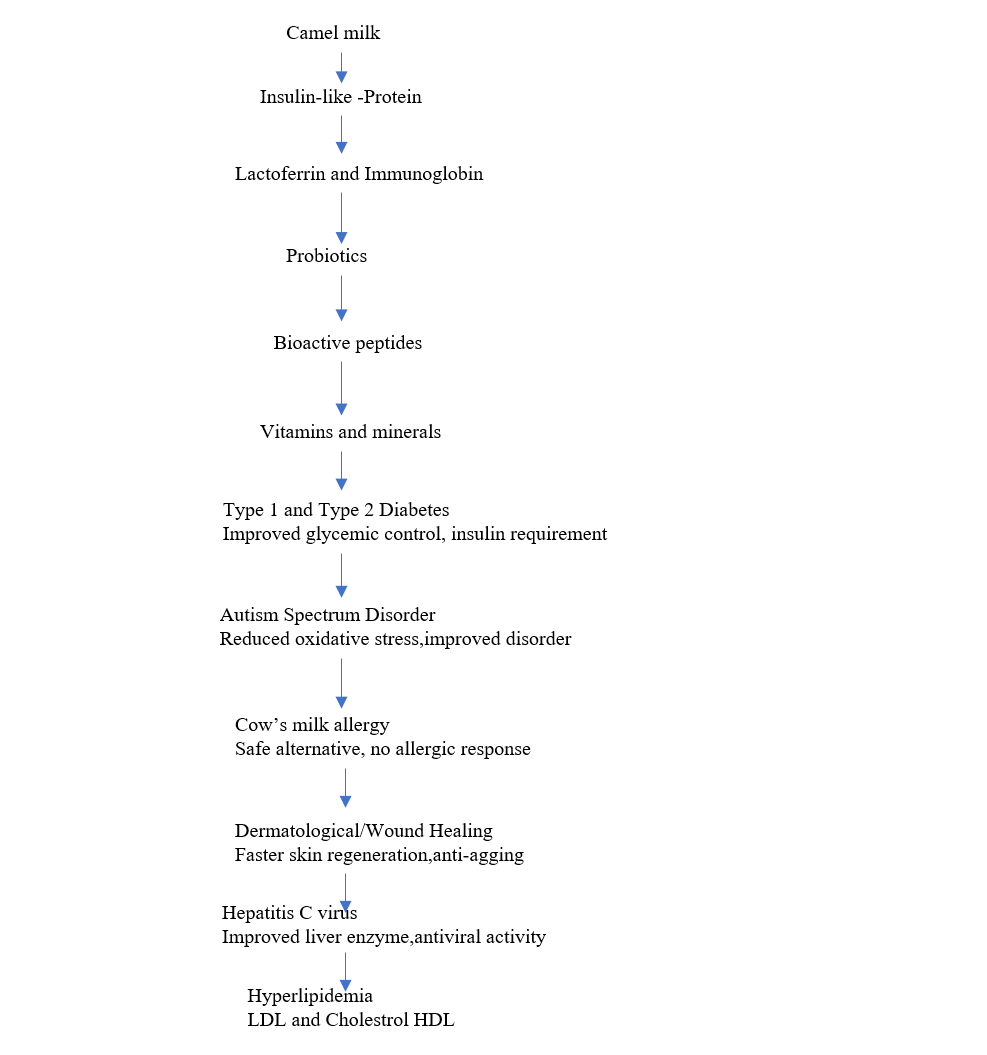 Camel milk
Insulin-like -Protein
Lactoferrin and Immunoglobin
Probiotics
Bioactive peptides
Vitamins and minerals
Type 1 and Type 2 Diabetes
Improved glycemic control, insulin requirement
Autism Spectrum Disorder
Reduced oxidative stress,improved disorder
Cow’s milk allergy
Safe alternative, no allergic response
Dermatological/Wound Healing
Faster skin regeneration,anti-agging
Hepatitis C virus
Improved liver enzyme,antiviral activity
Hyperlipidemia
LDL and Cholestrol HDL